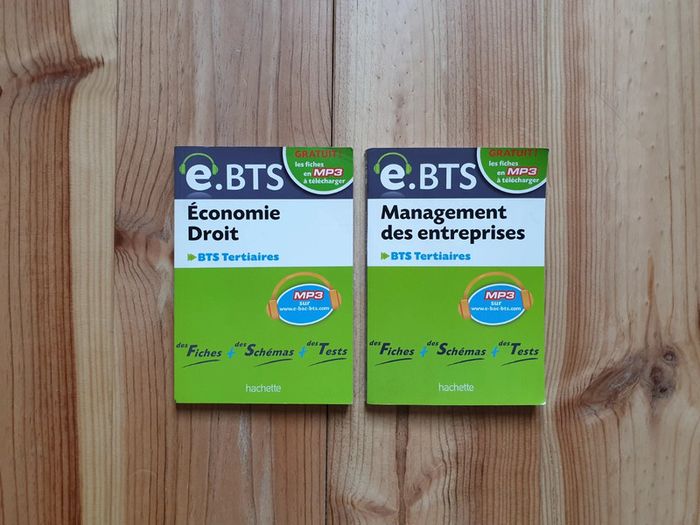 e.BTS
GRATUIT!
les fiches
en MP3
à télécharger
Économie
Droit
BTS Tertiaires
MP3
sur
www.e-bac-bts.com
des Fiches + des Schémas + des Tests
hachette
e.BTS
GRATUIT!
les fiches
en MP3
à télécharger
Management
des entreprises
BTS Tertiaires
MP3
sur
www.e-bac-bts.com
des Fiches + des Schémas + des Tests
hachette